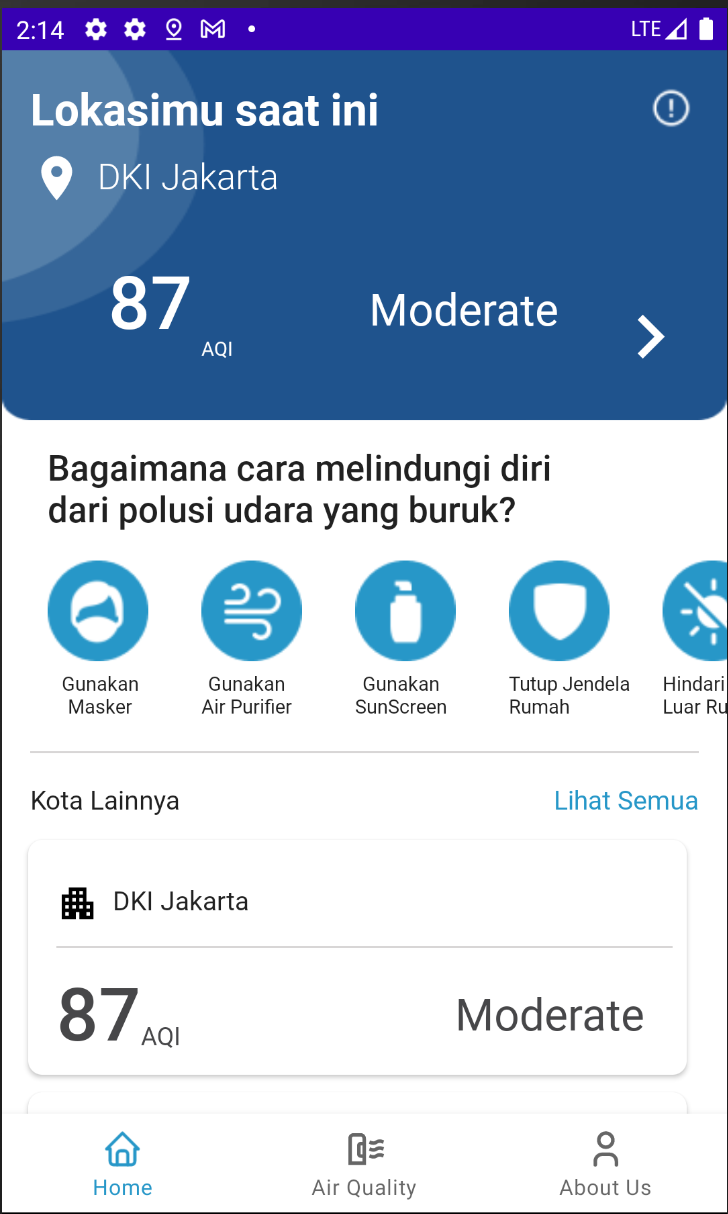 2:14
LTE
Lokasimu saat ini
DKI Jakarta
87
AQI
Moderate
Bagaimana cara melindungi diri
dari polusi udara yang buruk?
Gunakan
Masker
Gunakan
Air Purifier
Gunakan
SunScreen
Tutup Jendela
Rumah
Hindari
Luar Ru
Kota Lainnya
Lihat Semua
DKI Jakarta
87
AQI
Moderate
Home
Air Quality
About Us